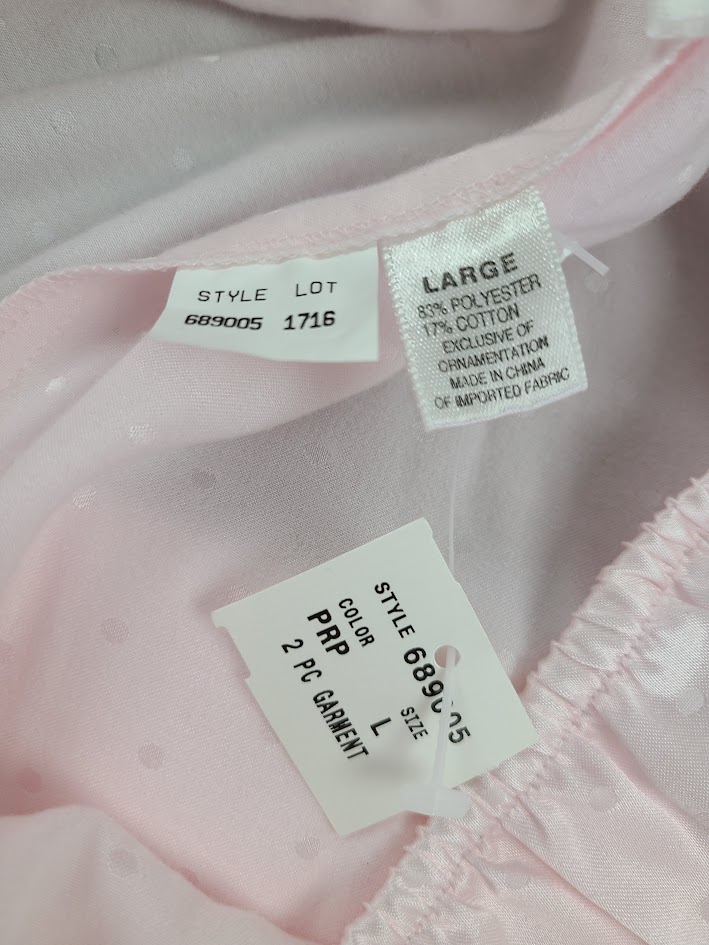 STYLE LOT
689005 1716
LARGE
83% POLYESTER
17% COTTON
EXCLUSIVE OF
ORNAMENTATION
MADE IN CHINA
OF IMPORTED FABRIC
STYLE 689005
COLOR SIZE
PRP L
2 PC GARMENT